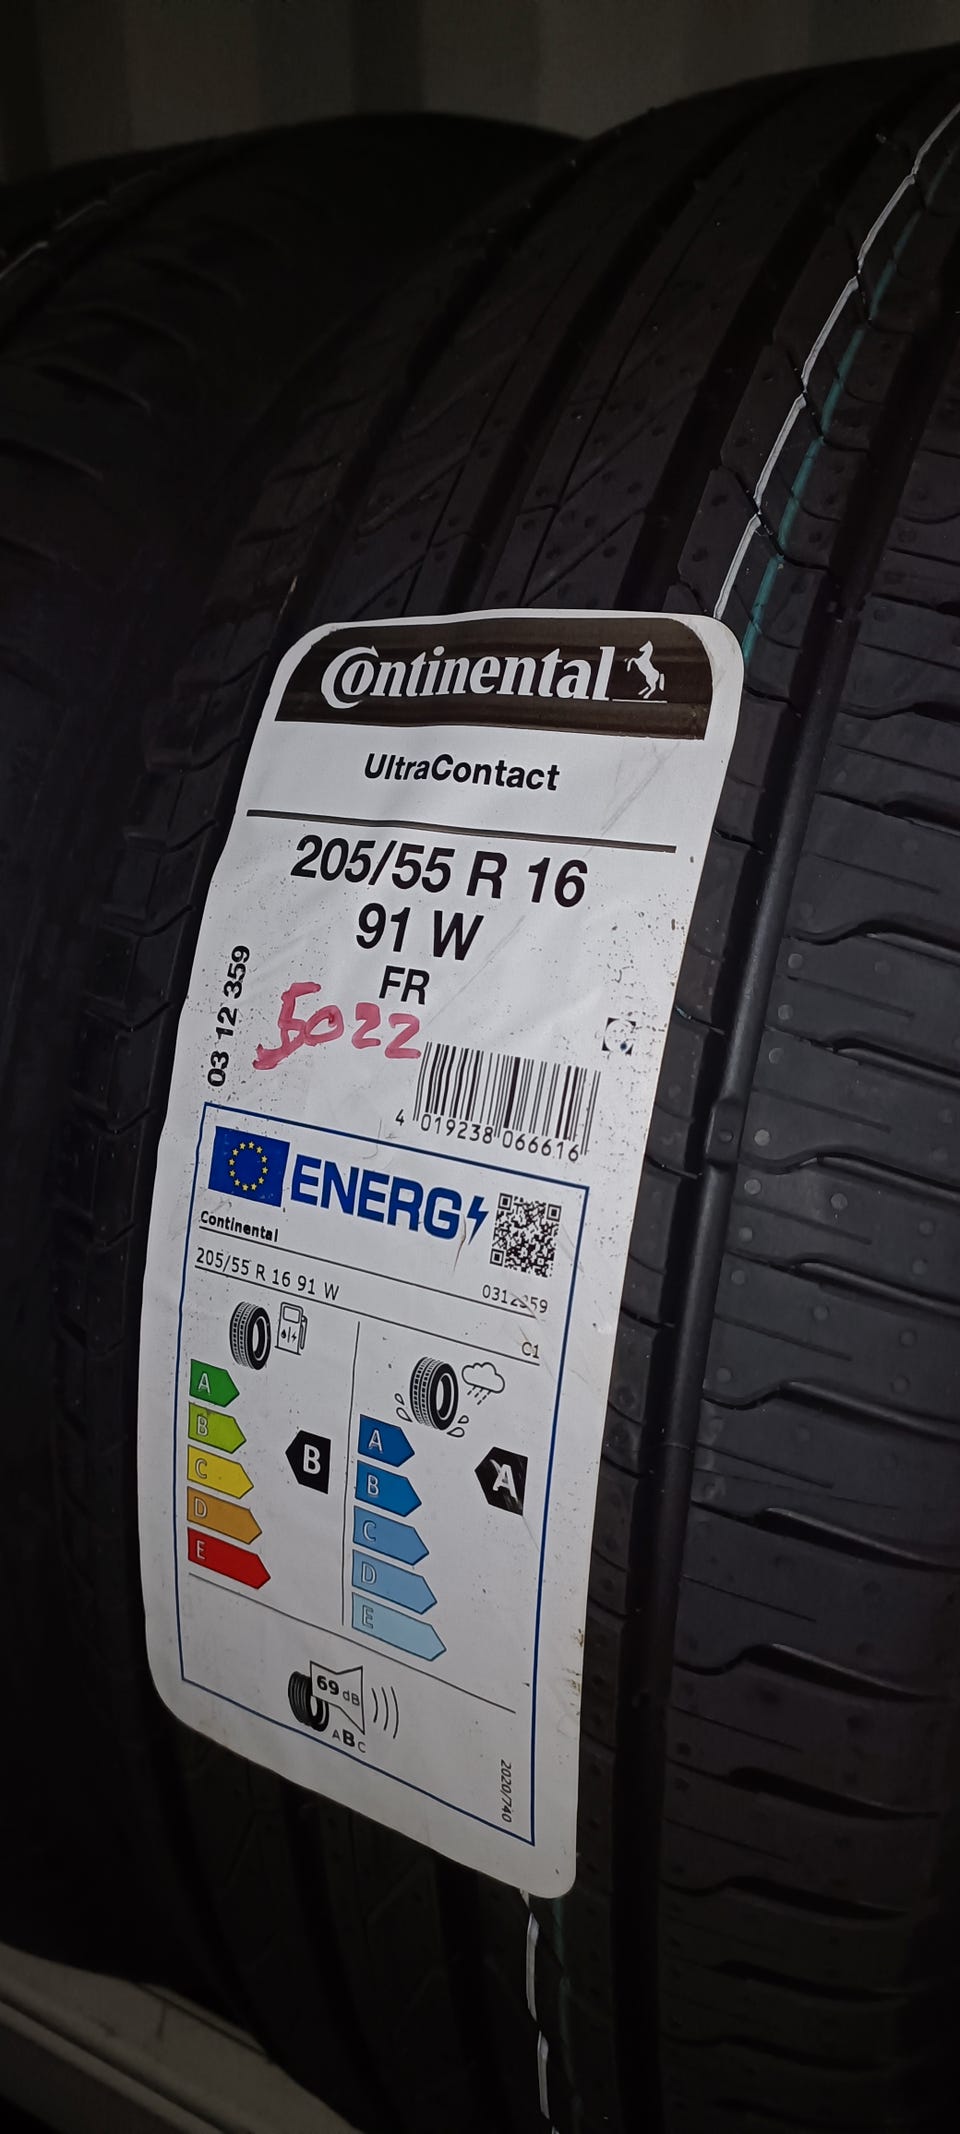 Continental
UltraContact
205/55 R 16
91 W
FR
03 12 359
5022
4 019238 066616
ENERG
Continental
205/55 R 16 91 W
0312359
C1
A
B
C
D
E
B
A
B
C
D
E
A
69 dB
ABC
2020/740